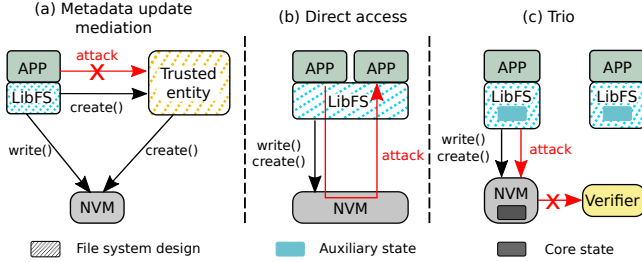 (a) Metadata update
mediation
APP
attack
LibFS
Trusted
entity
create()
write()
create()
NVM
(b) Direct access
APP
APP
LibFS
write()
create()
attack
NVM
(c) Trio
APP
APP
LibFS
LibFS
write()
create()
attack
NVM
Verifier
File system design
Auxiliary state
Core state